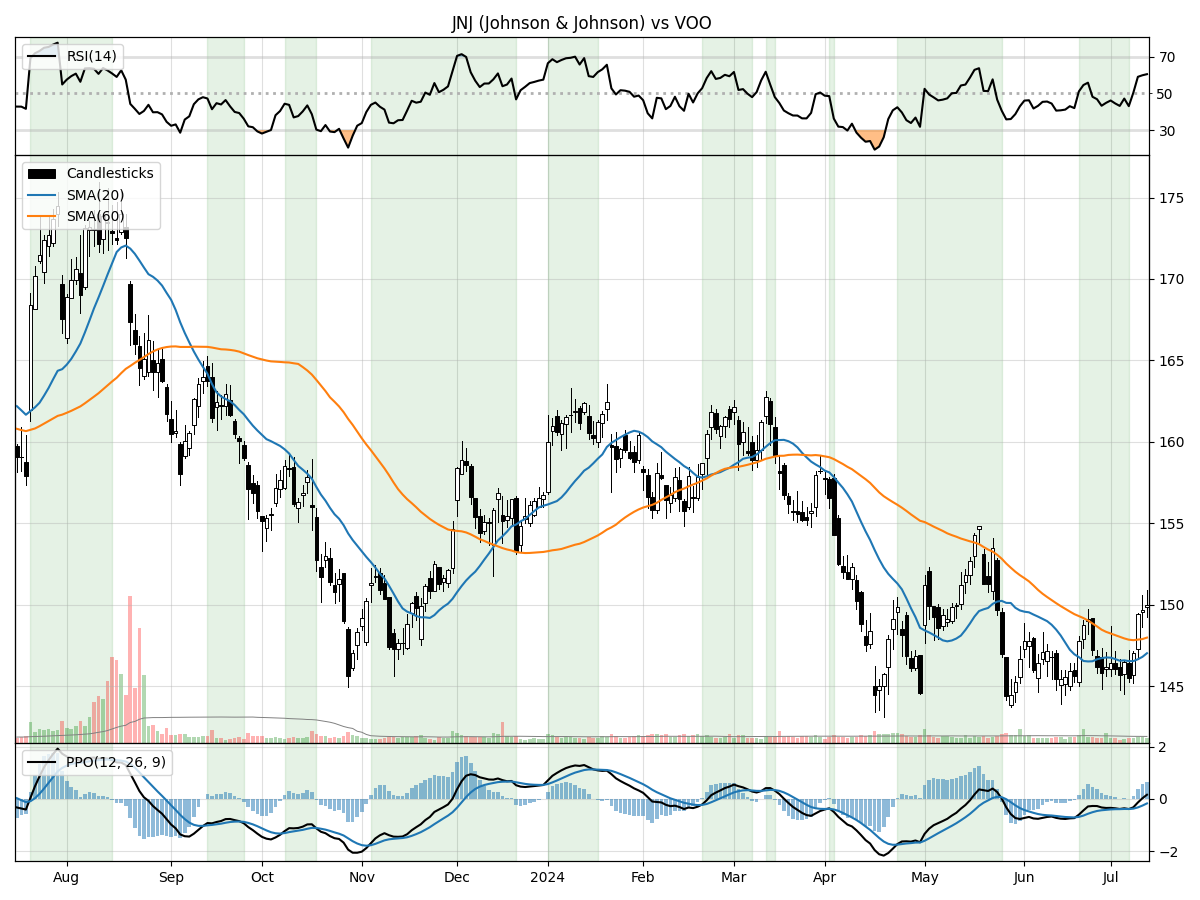 JNJ (Johnson & Johnson) vs VOO
RSI(14)
70
50
30
Candlesticks
SMA(20)
SMA(60)
175
170
165
160
155
150
145
PPO(12, 26, 9)
2
0
−2
Aug Sep Oct Nov Dec 2024 Feb Mar Apr May Jun Jul